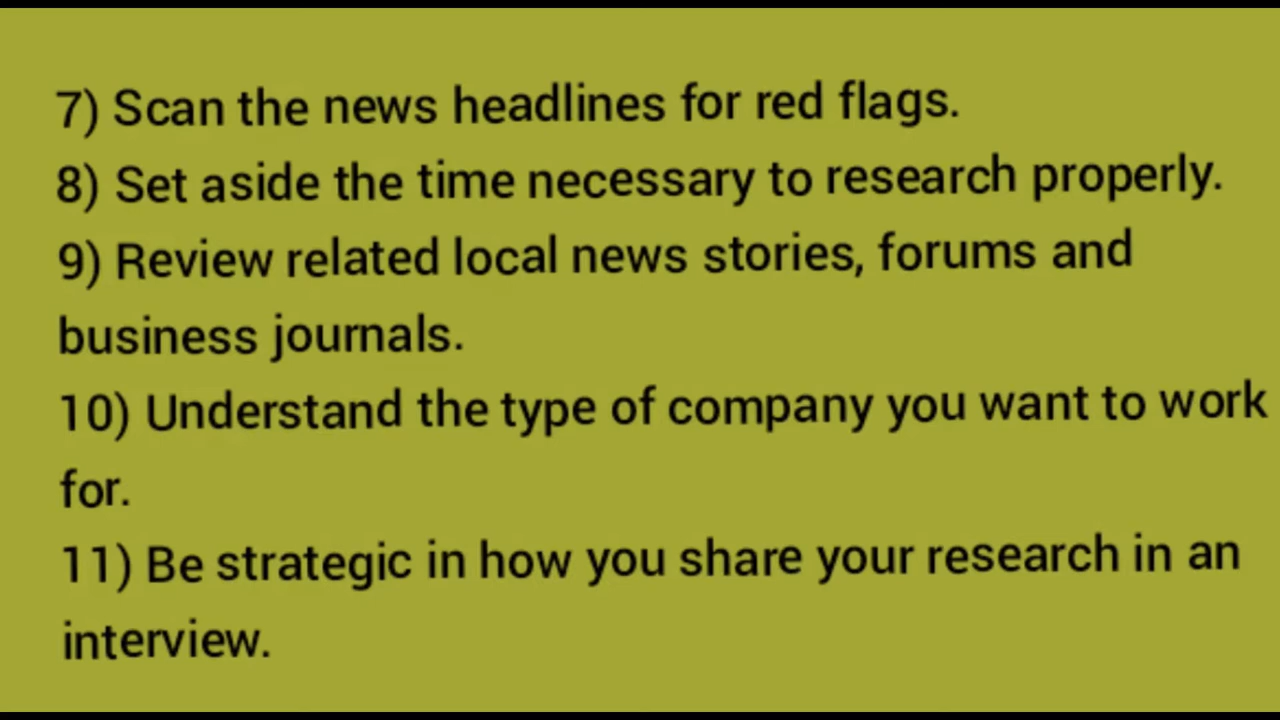 7) Scan the news headlines for red flags.
8) Set aside the time necessary to research properly.
9) Review related local news stories, forums and
business journals.
10) Understand the type of company you want to work
for.
11) Be strategic in how you share your research in an
interview.